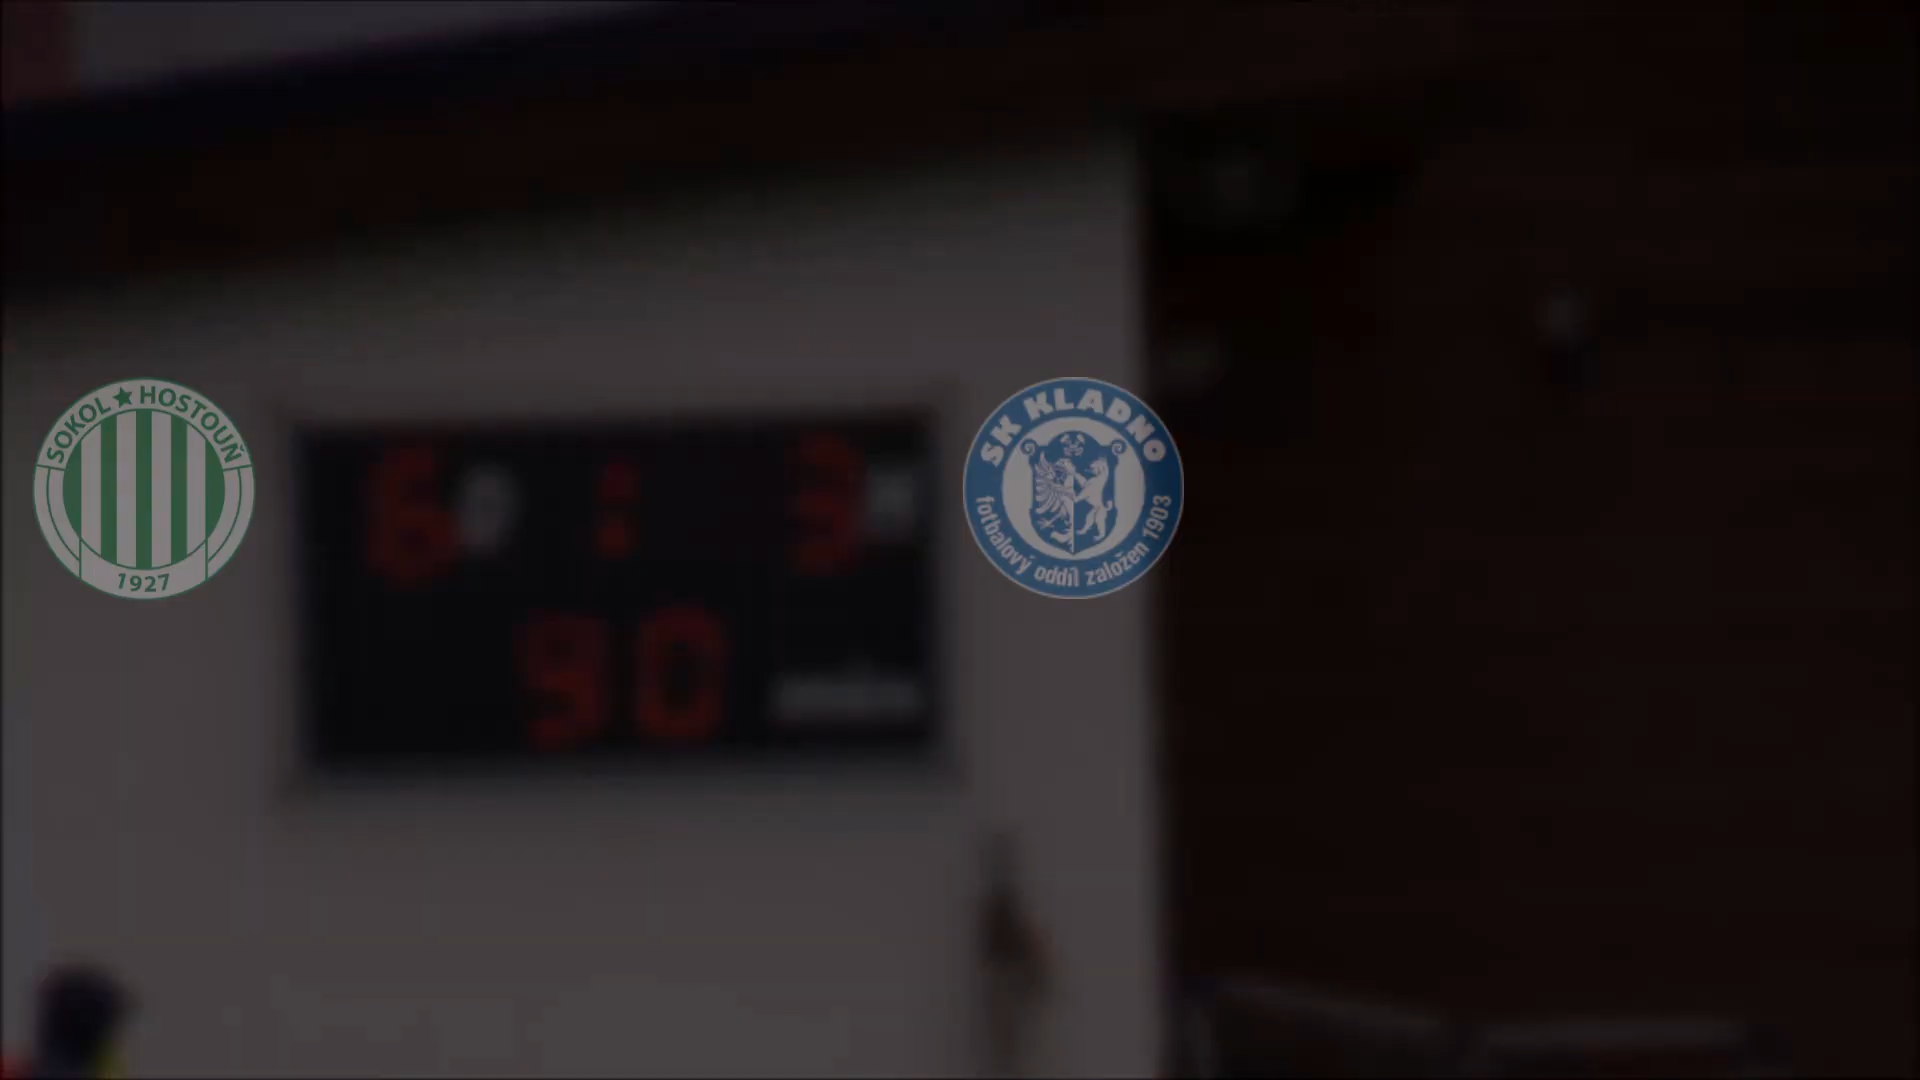 SOKOL ★ HOSTOUŇ
1927
6 : 3
90
SK KLADNO
fotbalový oddíl založen 1903